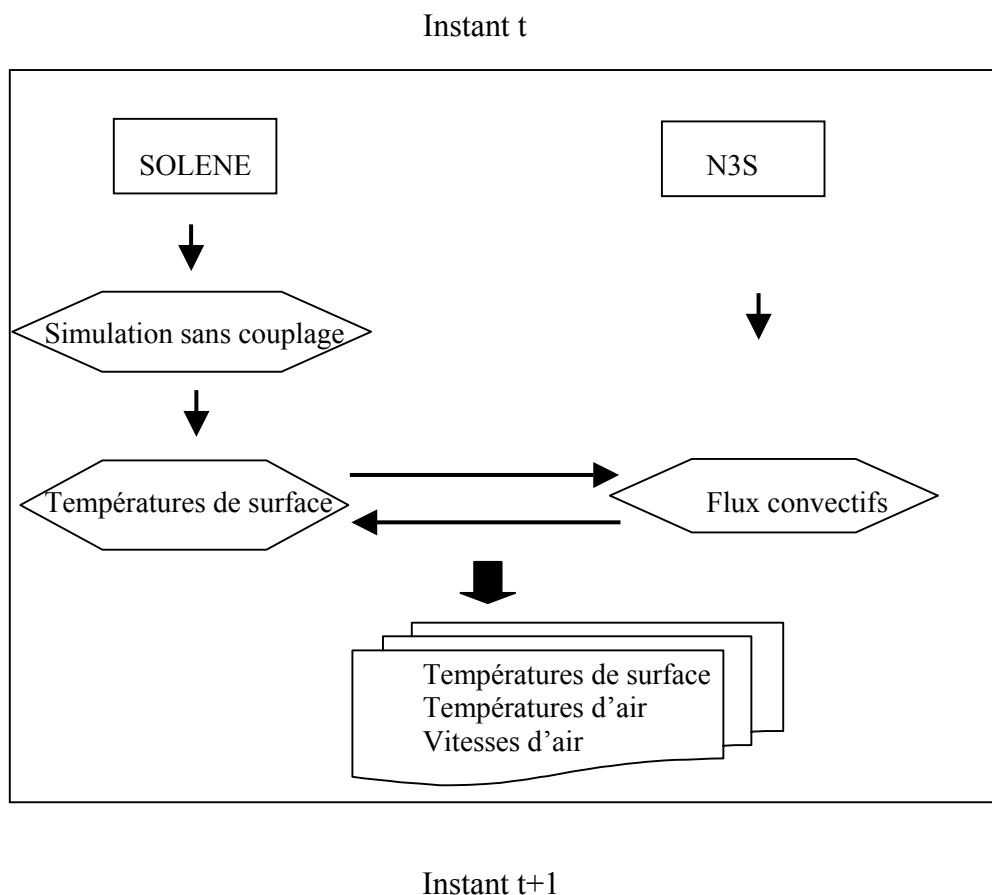 Instant t
SOLENE
N3S
Simulation sans couplage
Températures de surface
Flux convectifs
Températures de surface
Températures d’air
Vitesses d’air
Instant t+1